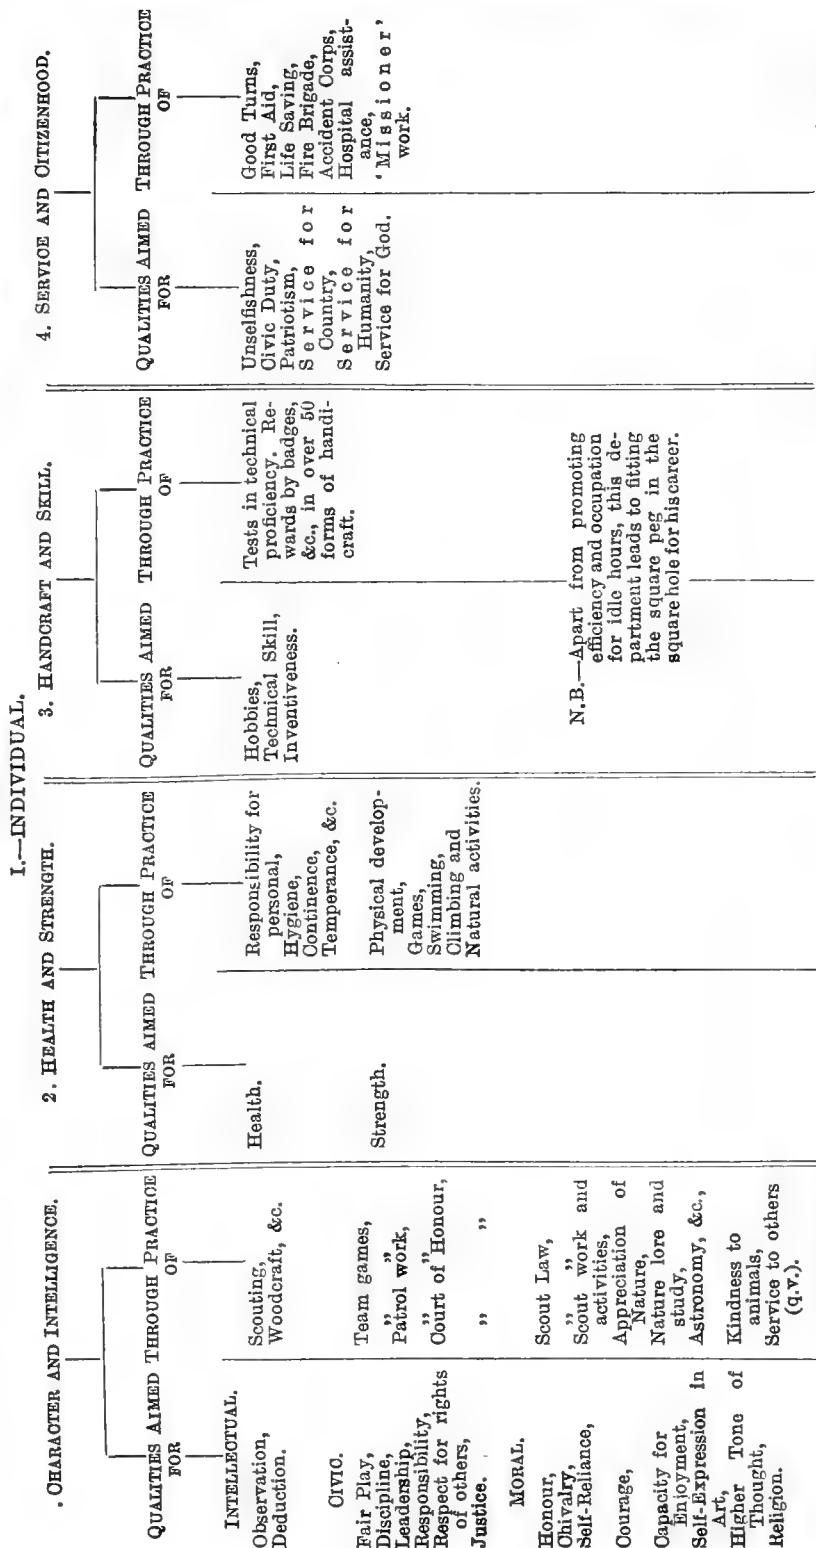 I.—INDIVIDUAL.
. CHARACTER AND INTELLIGENCE.
QUALITIES AIMED FOR
THROUGH PRACTICE OF
INTELLECTUAL.
Observation,
Deduction.
Scouting,
Woodcraft, &c.
CIVIC.
Fair Play,
Discipline,
Leadership,
Responsibility,
Respect for rights
of others,
Justice.
Team games,
" "
Patrol work,
" "
Court of Honour,
" "
MORAL.
Honour,
Chivalry,
Self-Reliance,
Courage,
Capacity for
Enjoyment,
Self-Expression in
Art,
Higher Tone of
Thought,
Religion.
Scout Law,
" "
Scout work and
activities,
Appreciation of
Nature,
Nature lore and
study,
Astronomy, &c.,
Kindness to
animals,
Service to others
(q.v.).
2. HEALTH AND STRENGTH.
QUALITIES AIMED FOR
THROUGH PRACTICE OF
Health.
Responsibility for
personal,
Hygiene,
Continence,
Temperance, &c.
Strength.
Physical develop-
ment,
Games,
Swimming,
Climbing and
Natural activities.
3. HANDCRAFT AND SKILL.
QUALITIES AIMED FOR
THROUGH PRACTICE OF
Hobbies,
Technical Skill,
Inventiveness.
Tests in technical
proficiency. Re-
wards by badges,
&c., in over 50
forms of handi-
craft.
N.B.—Apart from promoting
efficiency and occupation
for idle hours, this de-
partment leads to fitting
the square peg in the
square hole for his career.
4. SERVICE AND CITIZENHOOD.
QUALITIES AIMED FOR
THROUGH PRACTICE OF
Unselfishness,
Civic Duty,
Patriotism,
Service for
Country,
Service for
Humanity,
Service for God.
Good Turns,
First Aid,
Life Saving,
Fire Brigade,
Accident Corps,
Hospital assist-
ance,
'Missioner'
work.